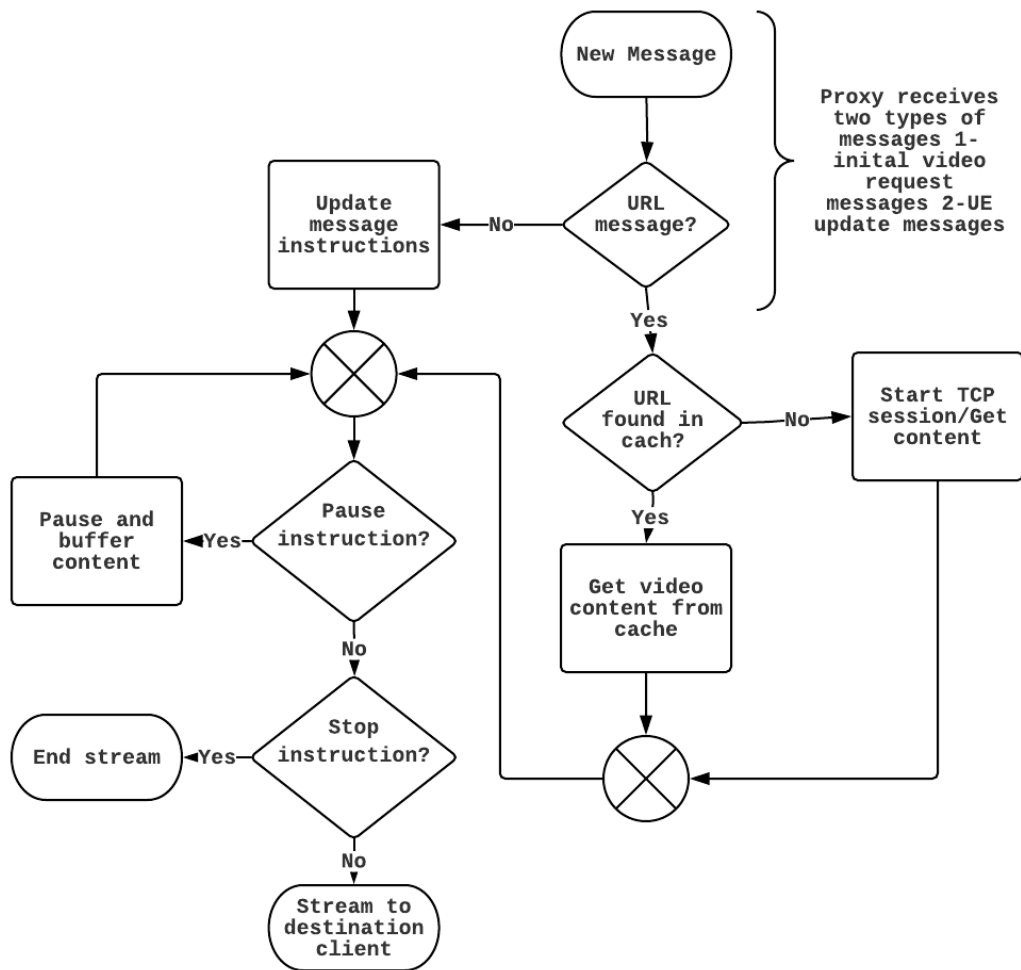 New Message
Proxy receives
two types of
messages 1-
inital video
request
messages 2-UE
update messages
URL
message?
No
Update
message
instructions
Yes
URL
found in
cach?
No
Start TCP
session/Get
content
Yes
Get video
content from
cache
Pause
instruction?
Yes
Pause and
buffer
content
No
Stop
instruction?
Yes
End stream
No
Stream to
destination
client